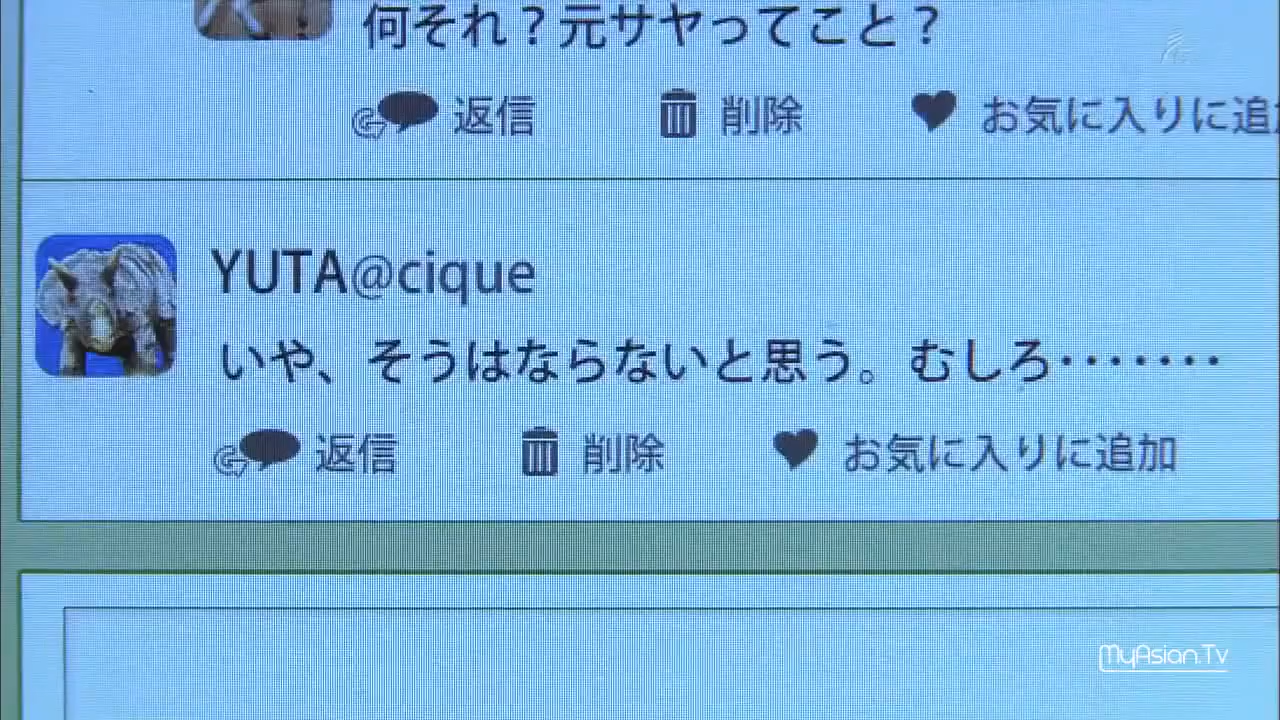 何それ？元サヤってこと？
返信 削除 お気に入りに追
YUTA@cique
いや、そうはならないと思う。むしろ・・・・・・・
返信 削除 お気に入りに追加
MyAsian.Tv